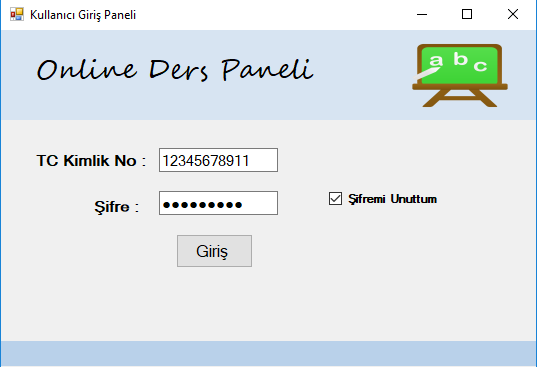 Kullanıcı Giriş Paneli
Online Ders Paneli
a b c
TC Kimlik No : 12345678911
Şifre : ●●●●●●●●●
Şifremi Unuttum
Giriş